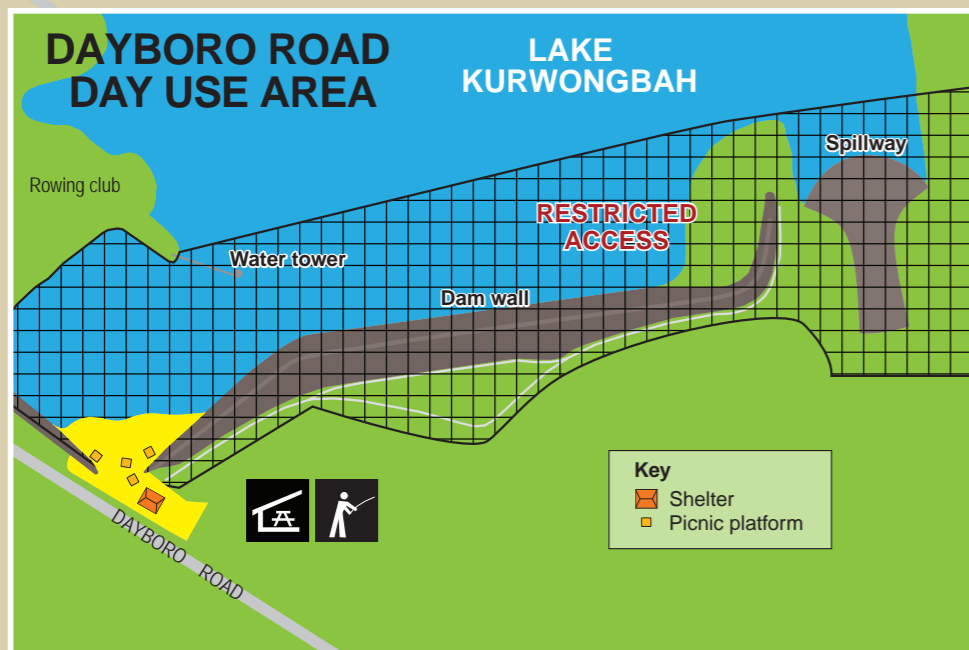 DAYBORO ROAD
DAY USE AREA
LAKE
KURWONGBAH
Spillway
Rowing club
RESTRICTED
ACCESS
Water tower
Dam wall
Key
Shelter
Picnic platform
DAYBORO ROAD